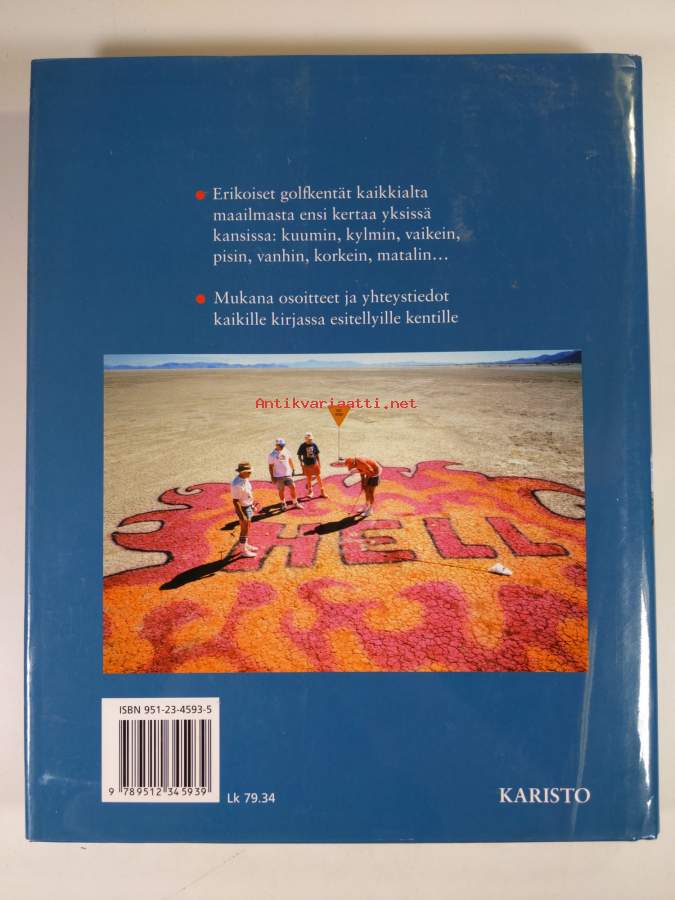 Erikoiset golfkentät kaikkialta
maailmasta ensi kertaa yksissä
kansissa: kuumin, kylmin, vaikein,
pisin, vanhin, korkein, matalin…
Mukana osoitteet ja yhteystiedot
kaikille kirjassa esitellyille kentille
Antikvariaatti.net
HELL
ISBN 951-23-4593-5
9 789512 345939
Lk 79.34
KARISTO